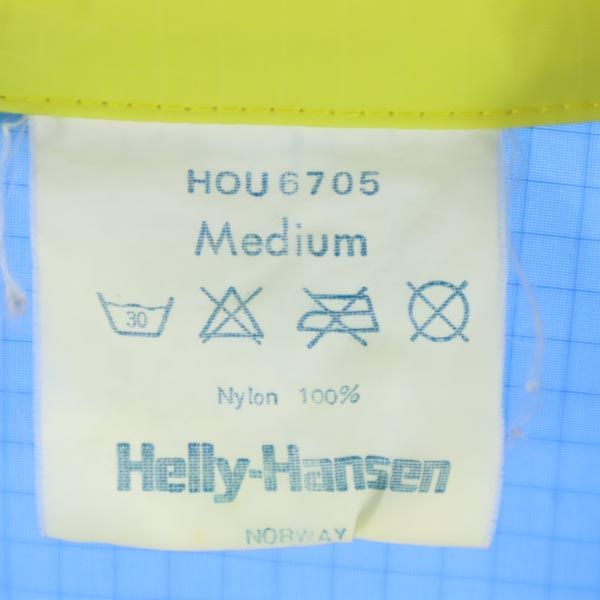 HOU 6705
Medium
30
Nylon 100%
Helly-Hansen
NORWAY